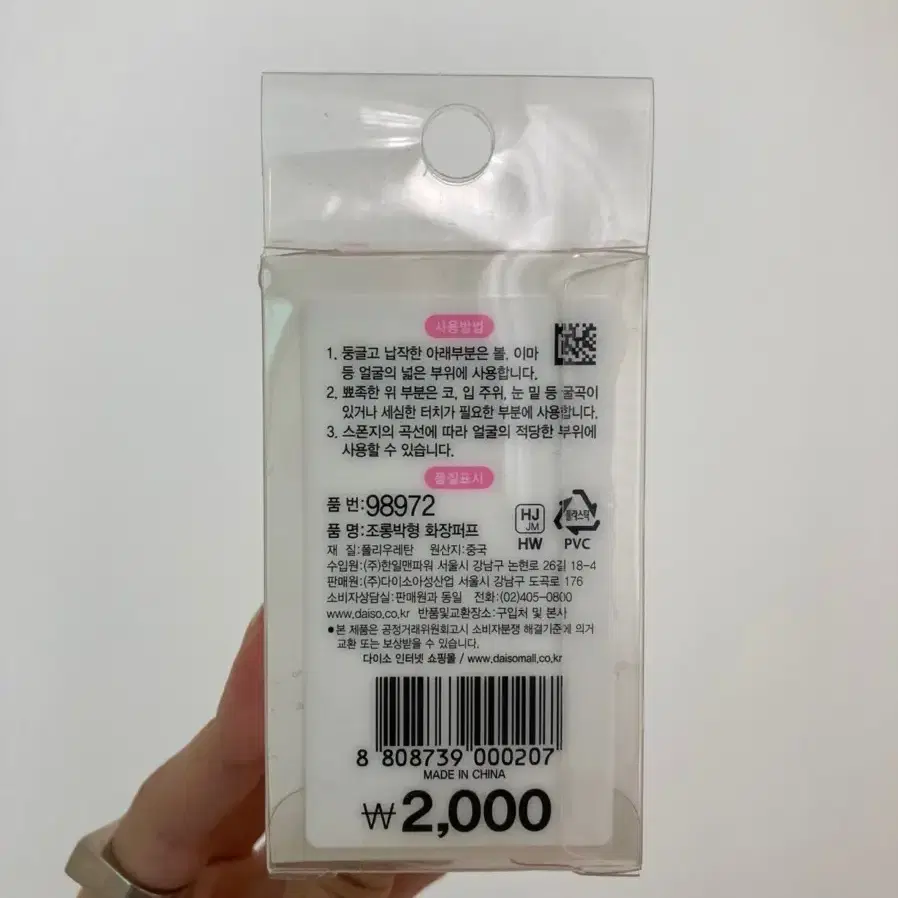 사용방법
1. 둥글고 납작한 아래부분은 볼, 이마
등 얼굴의 넓은 부위에 사용합니다.
2. 뾰족한 위 부분은 코, 입 주위, 눈 밑 등 굴곡이
있거나 세심한 터치가 필요한 부분에 사용합니다.
3. 스폰지의 곡선에 따라 얼굴의 적당한 부위에
사용할 수 있습니다.
품질표시
품 번:98972
품 명:조롱박형 화장퍼프
HJ
JM
HW
플라스틱
PVC
재 질:폴리우레탄 원산지:중국
수입원:(주)한일맨파워 서울시 강남구 논현로 26길 18-4
판매원:(주)다이소아성산업 서울시 강남구 도곡로 176
소비자상담실:판매원과 동일 전화:(02)405-0800
www.daiso.co.kr 반품및교환장소:구입처 및 본사
●본 제품은 공정거래위원회고시 소비자분쟁 해결기준에 의거
교환 또는 보상받을 수 있습니다.
다이소 인터넷 쇼핑몰 / www.daisomall.co.kr
8 808739 000207
MADE IN CHINA
₩2,000